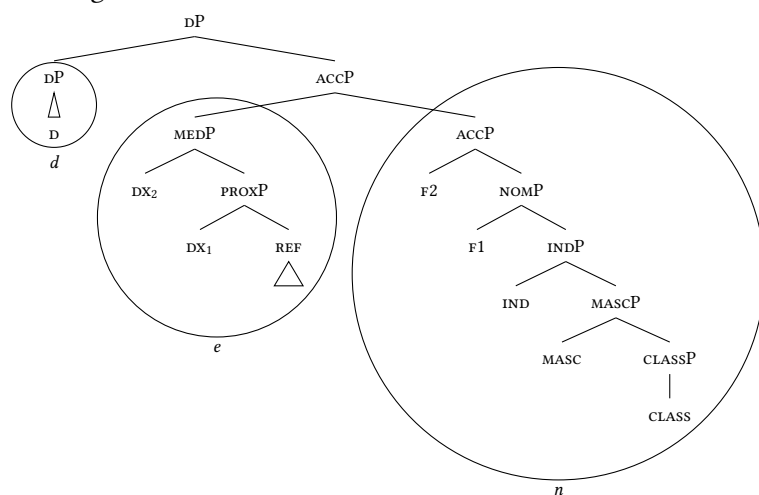 DP
DP ACCP
D MEDP ACCP
d DX₂ PROXP F2 NOMP
DX₁ REF F1 INDP
IND MASCP
e MASC CLASSP
CLASS
n